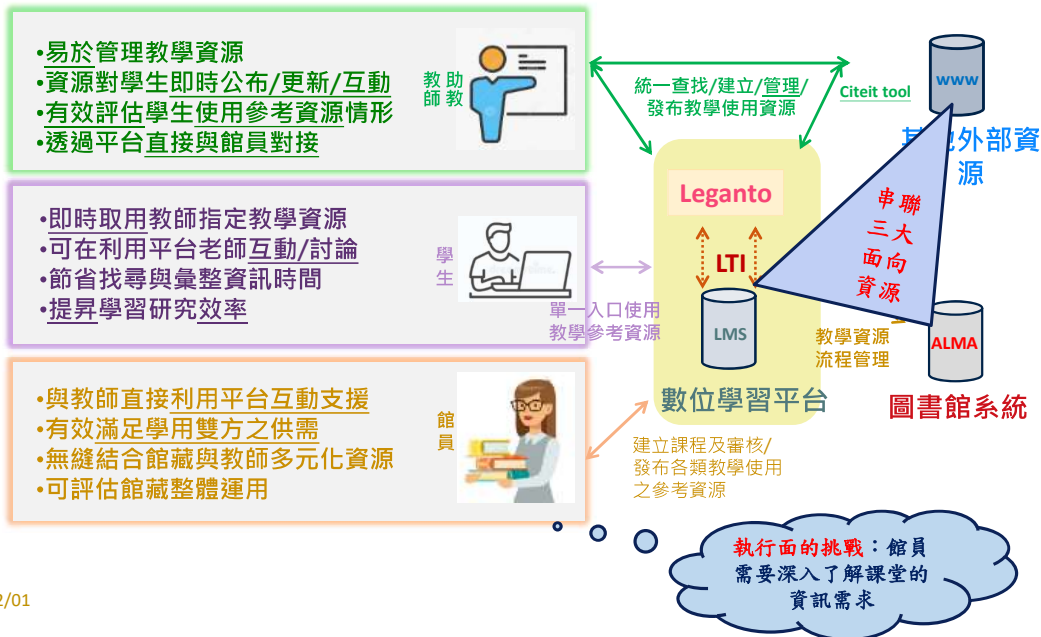 •易於管理教學資源
•資源對學生即時公布/更新/互動
•有效評估學生使用參考資源情形
•透過平台直接與館員對接
教師
助教
統一查找/建立/管理/
發布教學使用資源
Citeit tool
www
其他外部資
源
•即時取用教師指定教學資源
•可在利用平台老師互動/討論
•節省找尋與彙整資訊時間
•提昇學習研究效率
學生
單一入口使用
教學參考資源
Leganto
LTI
LMS
數位學習平台
串聯
三大
面向
資源
教學資源
流程管理
ALMA
圖書館系統
•與教師直接利用平台互動支援
•有效滿足學用雙方之供需
•無縫結合館藏與教師多元化資源
•可評估館藏整體運用
館員
建立課程及審核/
發布各類教學使用
之參考資源
執行面的挑戰：館員
需要深入了解課堂的
資訊需求
2/01